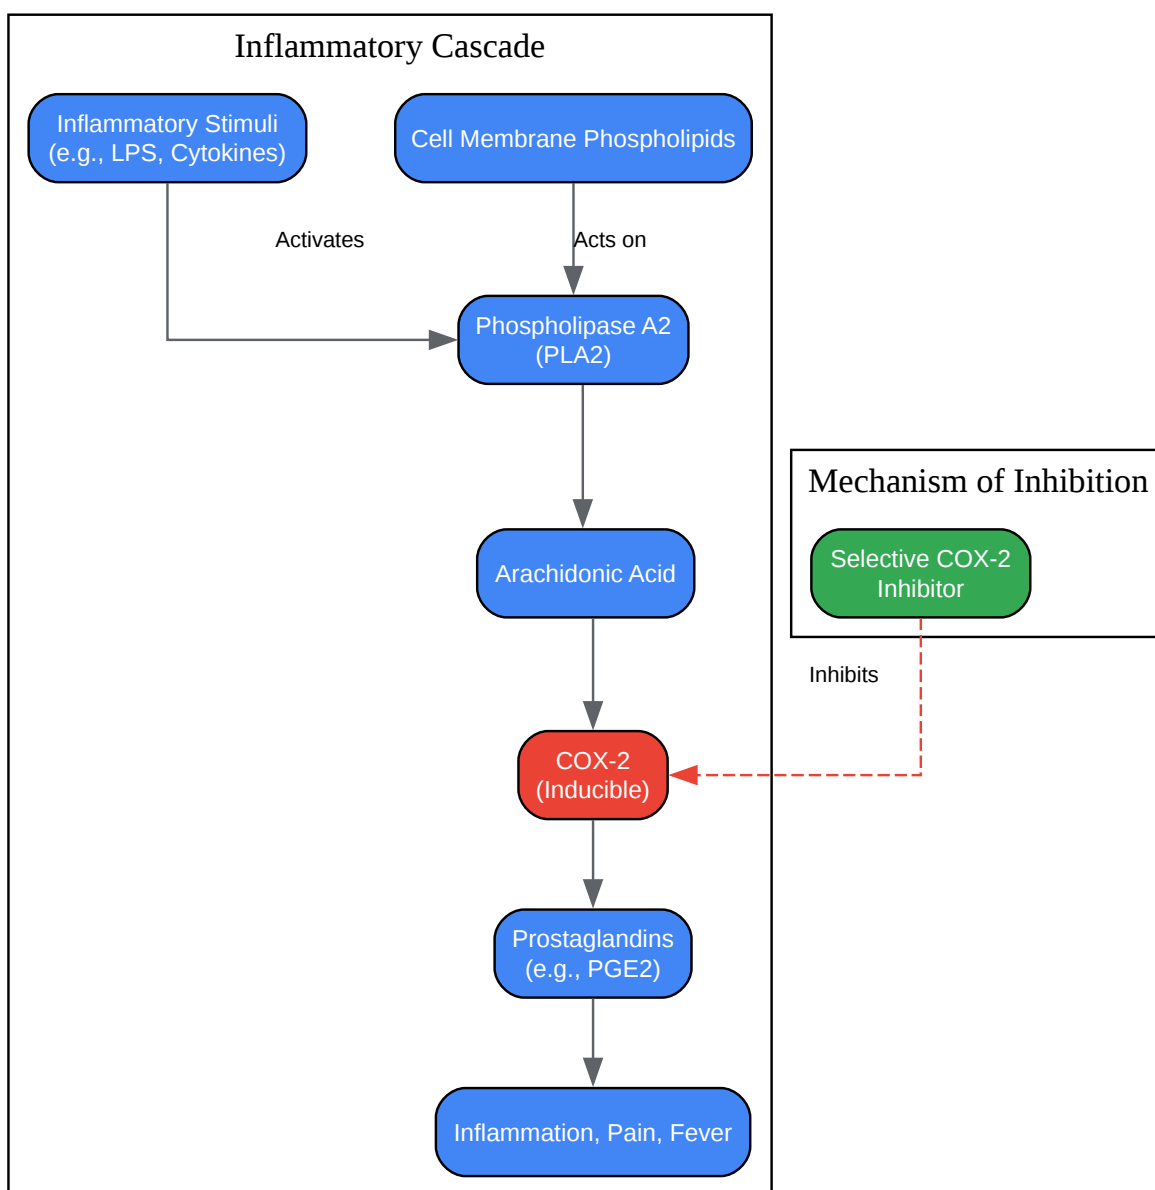 Inflammatory Cascade
Inflammatory Stimuli
(e.g., LPS, Cytokines)
Cell Membrane Phospholipids
Activates
Acts on
Phospholipase A2
(PLA2)
Mechanism of Inhibition
Arachidonic Acid
Selective COX-2
Inhibitor
Inhibits
COX-2
(Inducible)
Prostaglandins
(e.g., PGE2)
Inflammation, Pain, Fever